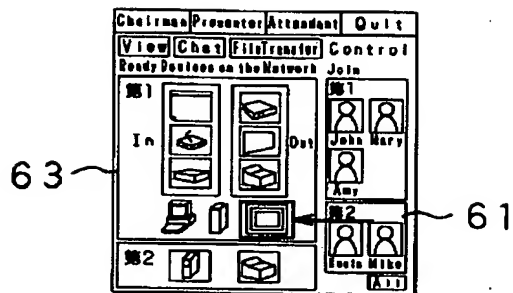 Chairman Presenter Attendant Quit
View Chat FileTransfer Control
Ready Devices on the Network Join
第1 第1
In Out
John Mary
Amy
63 61
第2 第2
Kevin Mike
All